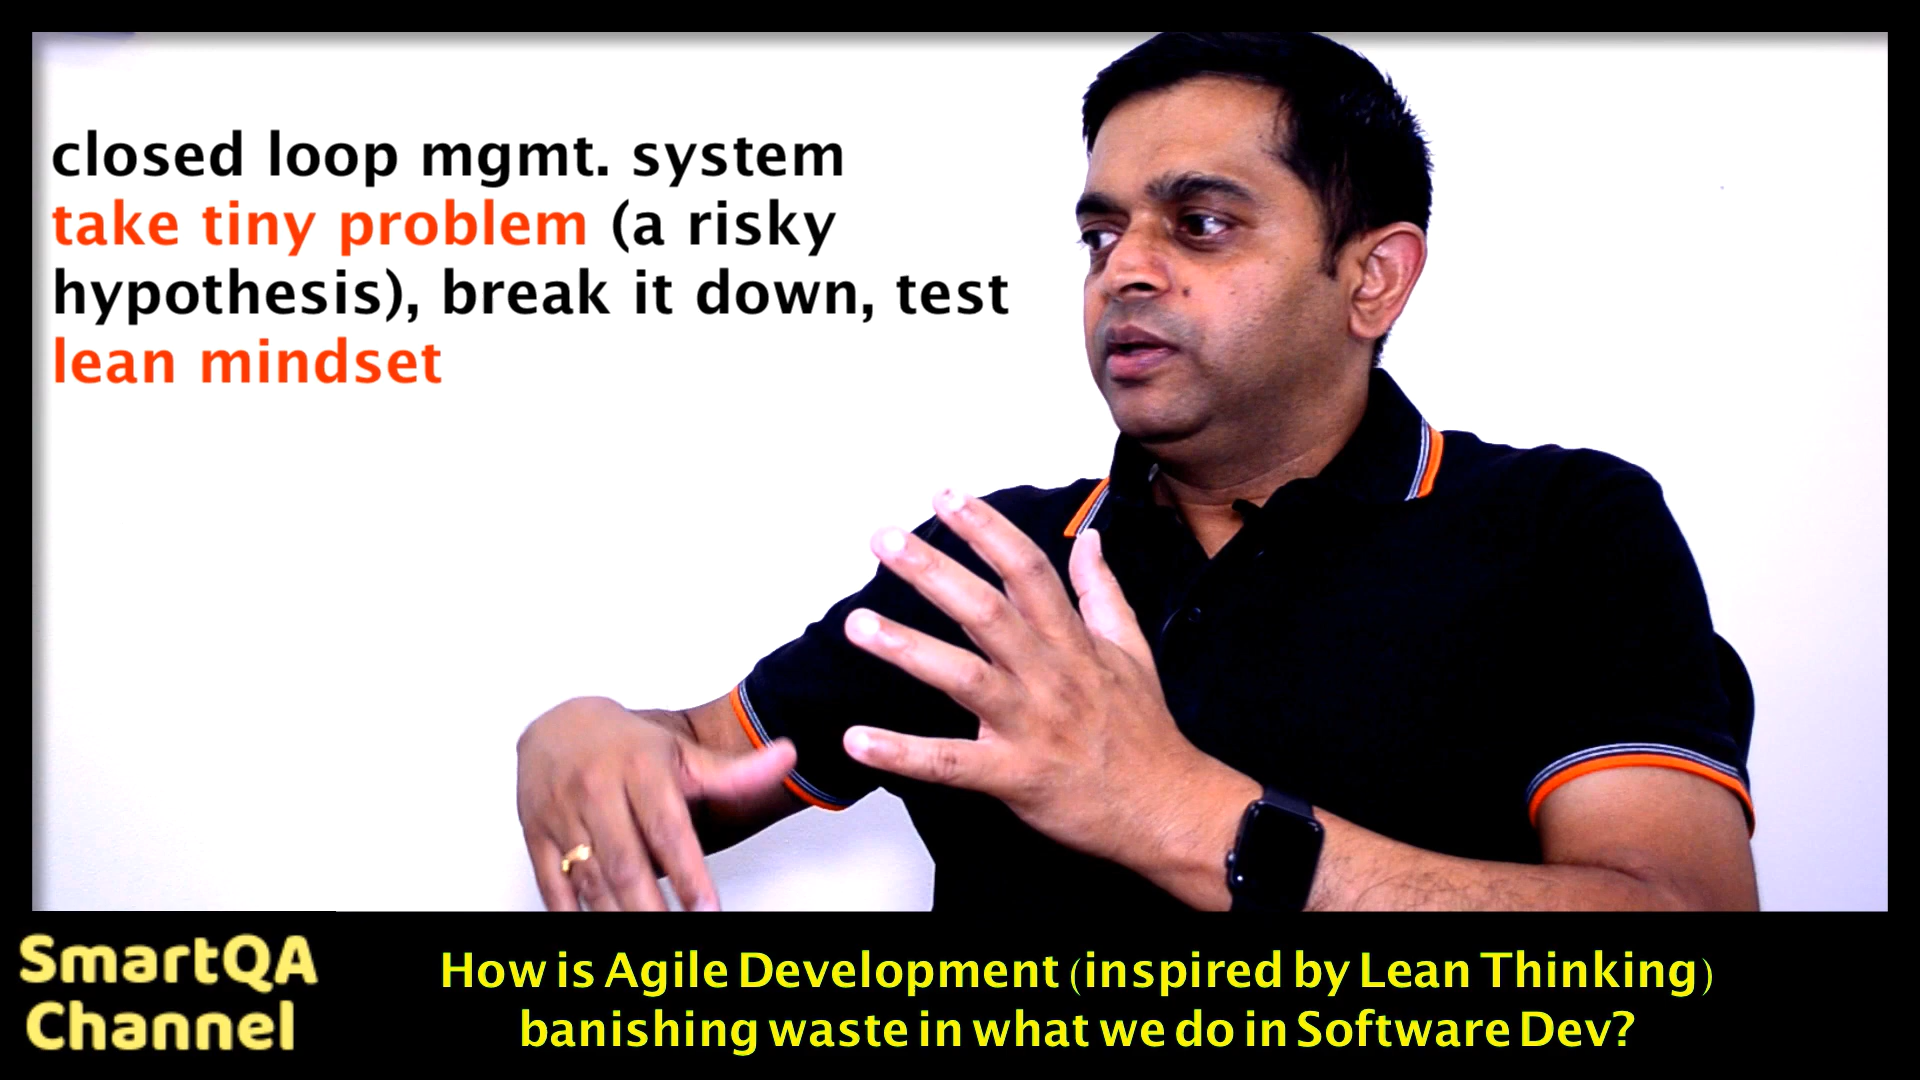 closed loop mgmt. system
take tiny problem (a risky
hypothesis), break it down, test
lean mindset
SmartQA
Channel
How is Agile Development (inspired by Lean Thinking)
banishing waste in what we do in Software Dev?